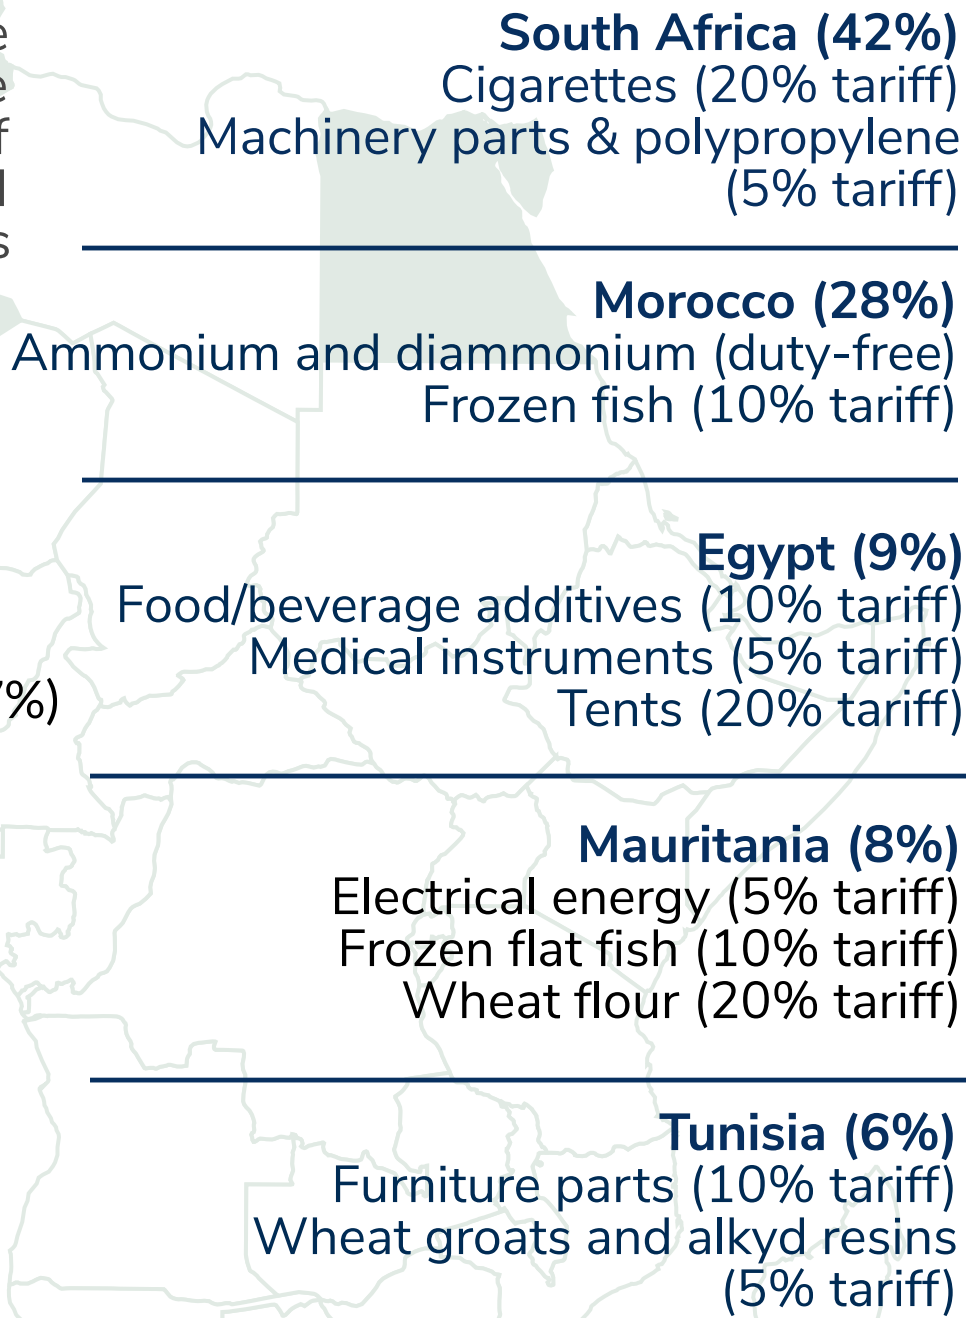 South Africa (42%)
Cigarettes (20% tariff)
Machinery parts & polypropylene
(5% tariff)
Morocco (28%)
Ammonium and diammonium (duty-free)
Frozen fish (10% tariff)
Egypt (9%)
Food/beverage additives (10% tariff)
Medical instruments (5% tariff)
Tents (20% tariff)
Mauritania (8%)
Electrical energy (5% tariff)
Frozen flat fish (10% tariff)
Wheat flour (20% tariff)
Tunisia (6%)
Furniture parts (10% tariff)
Wheat groats and alkyd resins
(5% tariff)